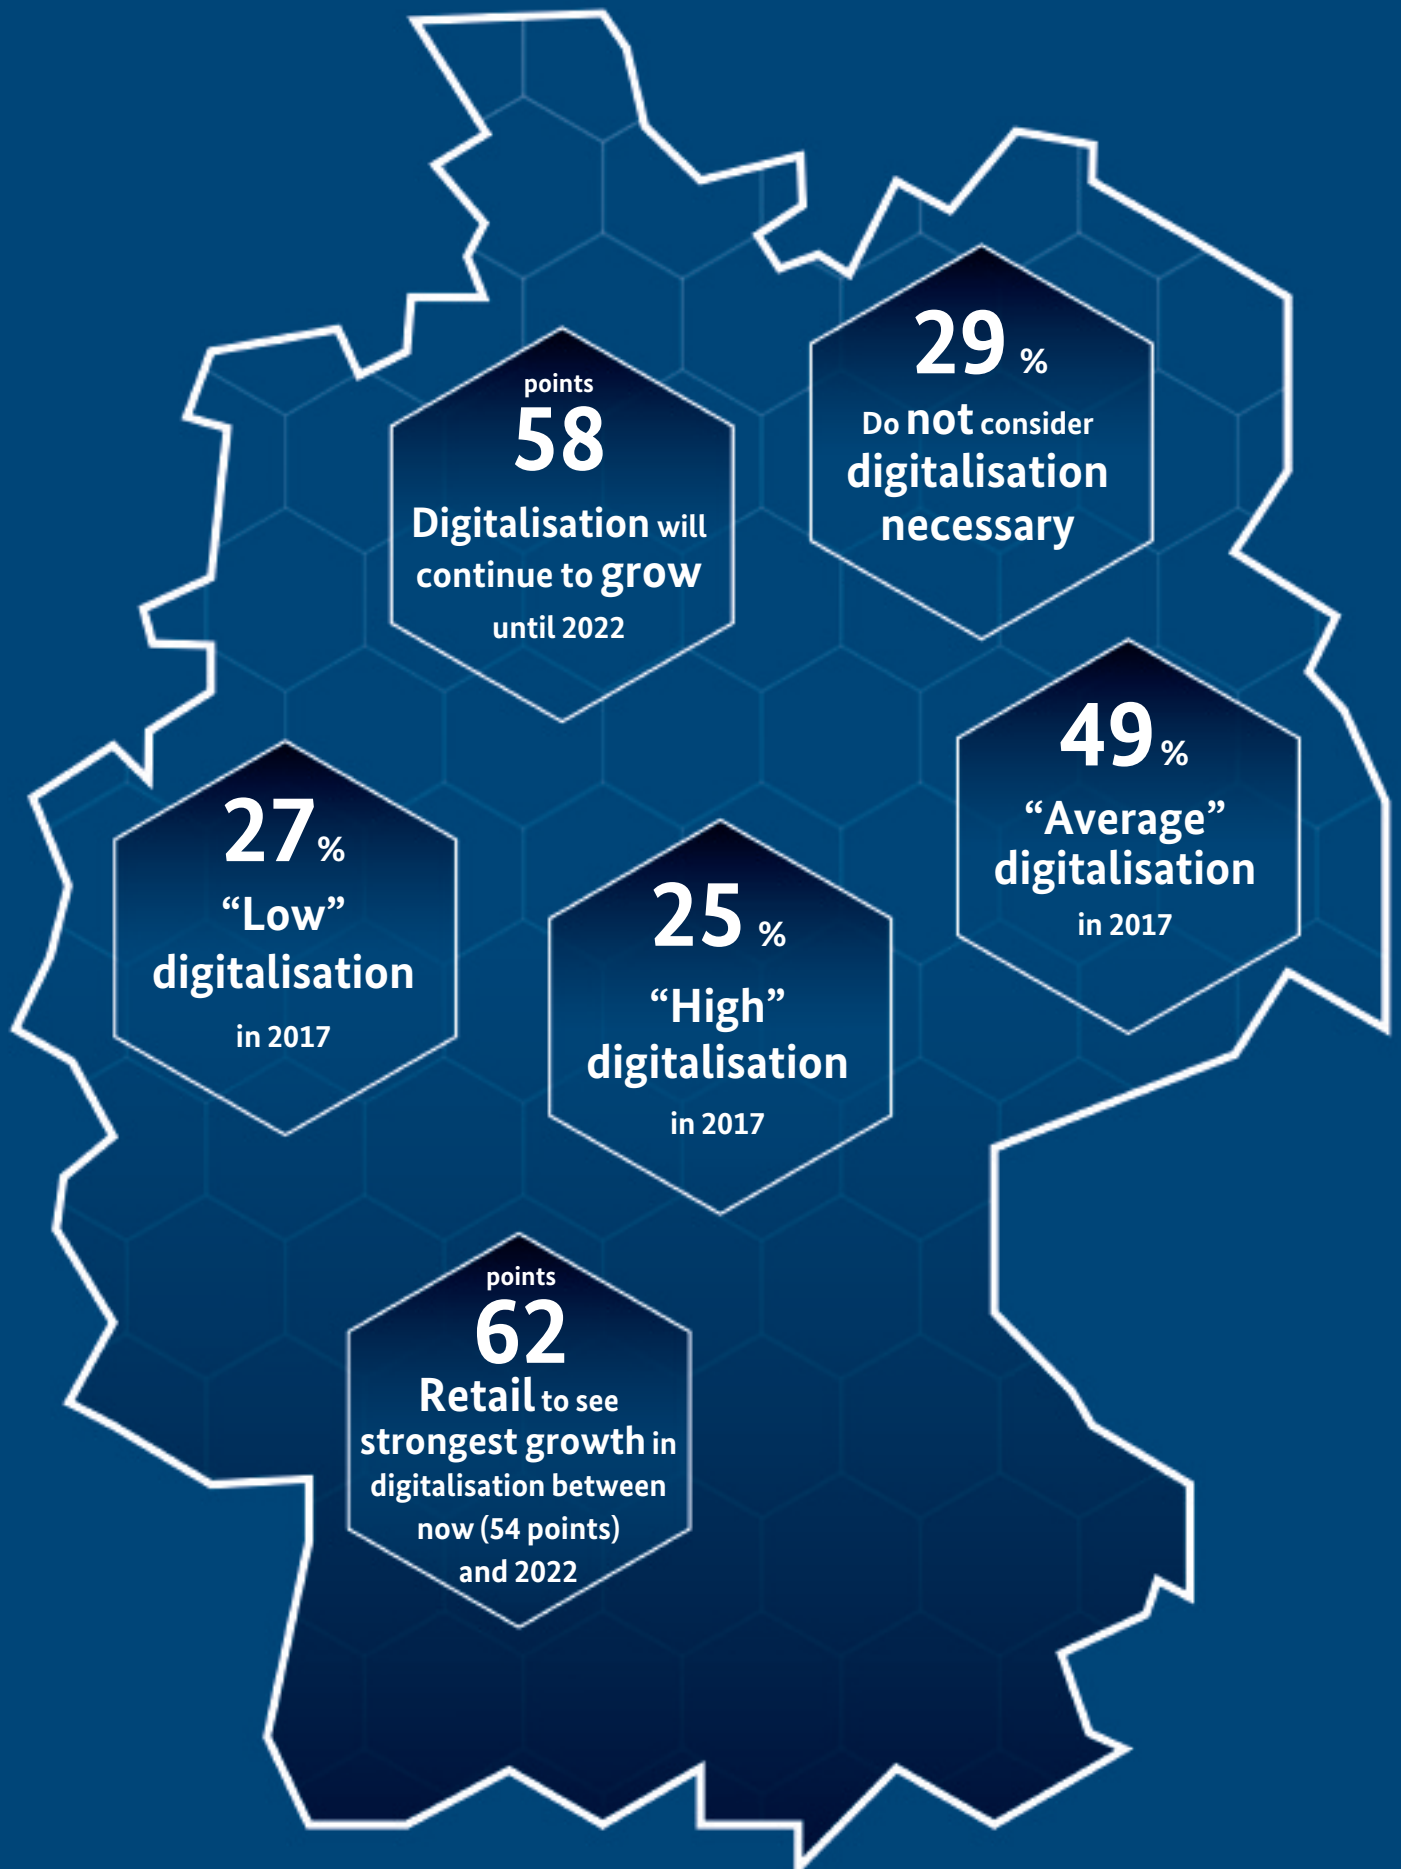 points
58
Digitalisation will
continue to grow
until 2022
29 %
Do not consider
digitalisation
necessary
49 %
“Average”
digitalisation
in 2017
27 %
“Low”
digitalisation
in 2017
25 %
“High”
digitalisation
in 2017
points
62
Retail to see
strongest growth in
digitalisation between
now (54 points)
and 2022